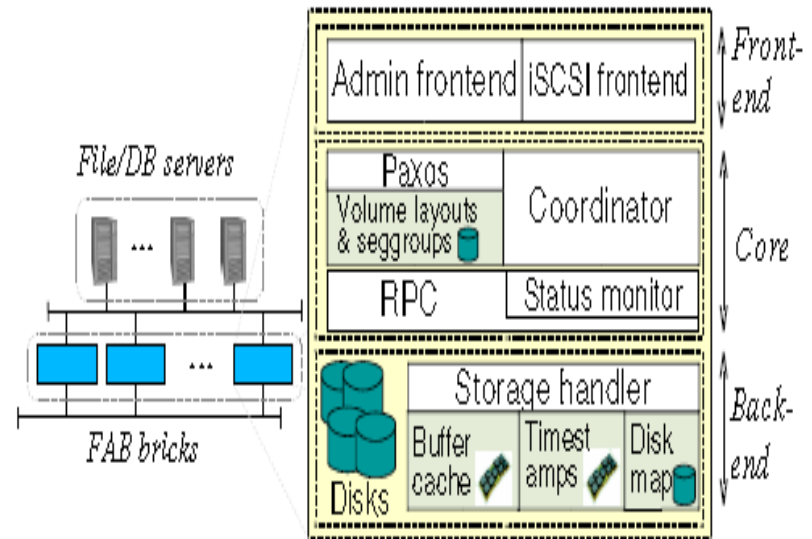 File/DB servers
...
...
FAB bricks
Admin frontend
iSCSI frontend
Front-
end
Paxos
Volume layouts
& seggroups
Coordinator
RPC
Status monitor
Core
Storage handler
Buffer
cache
Timest
amps
Disk
map
Disks
Back-
end